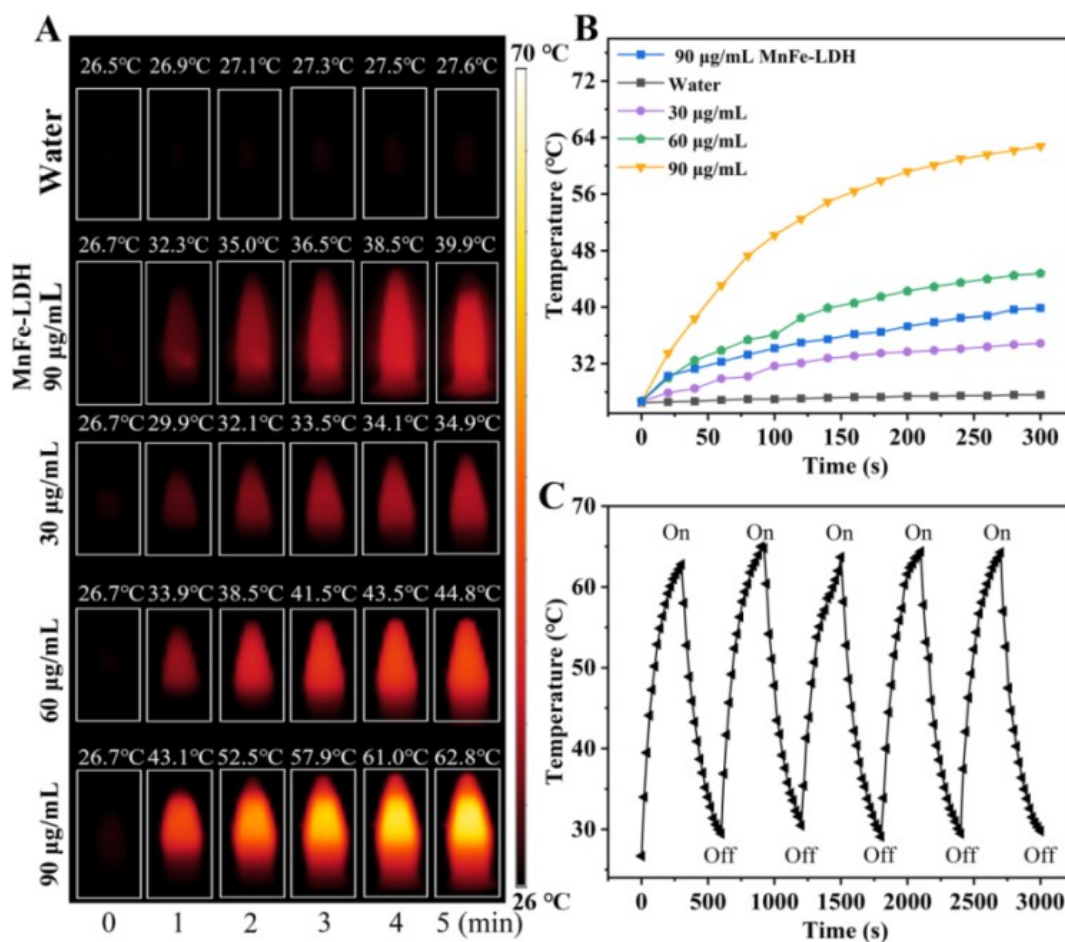 A
70 °C
26.5°C 26.9°C 27.1°C 27.3°C 27.5°C 27.6°C
Water
26.7°C 32.3°C 35.0°C 36.5°C 38.5°C 39.9°C
MnFe-LDH
90 μg/mL
26.7°C 29.9°C 32.1°C 33.5°C 34.1°C 34.9°C
30 μg/mL
26.7°C 33.9°C 38.5°C 41.5°C 43.5°C 44.8°C
60 μg/mL
26.7°C 43.1°C 52.5°C 57.9°C 61.0°C 62.8°C
90 μg/mL
26 °C
0 1 2 3 4 5 (min)
B
90 μg/mL MnFe-LDH
Water
30 μg/mL
60 μg/mL
90 μg/mL
Temperature (°C)
72
64
56
48
40
32
0 50 100 150 200 250 300
Time (s)
C
Temperature (°C)
70
60
50
40
30
On On On On On
Off Off Off Off Off
0 500 1000 1500 2000 2500 3000
Time (s)